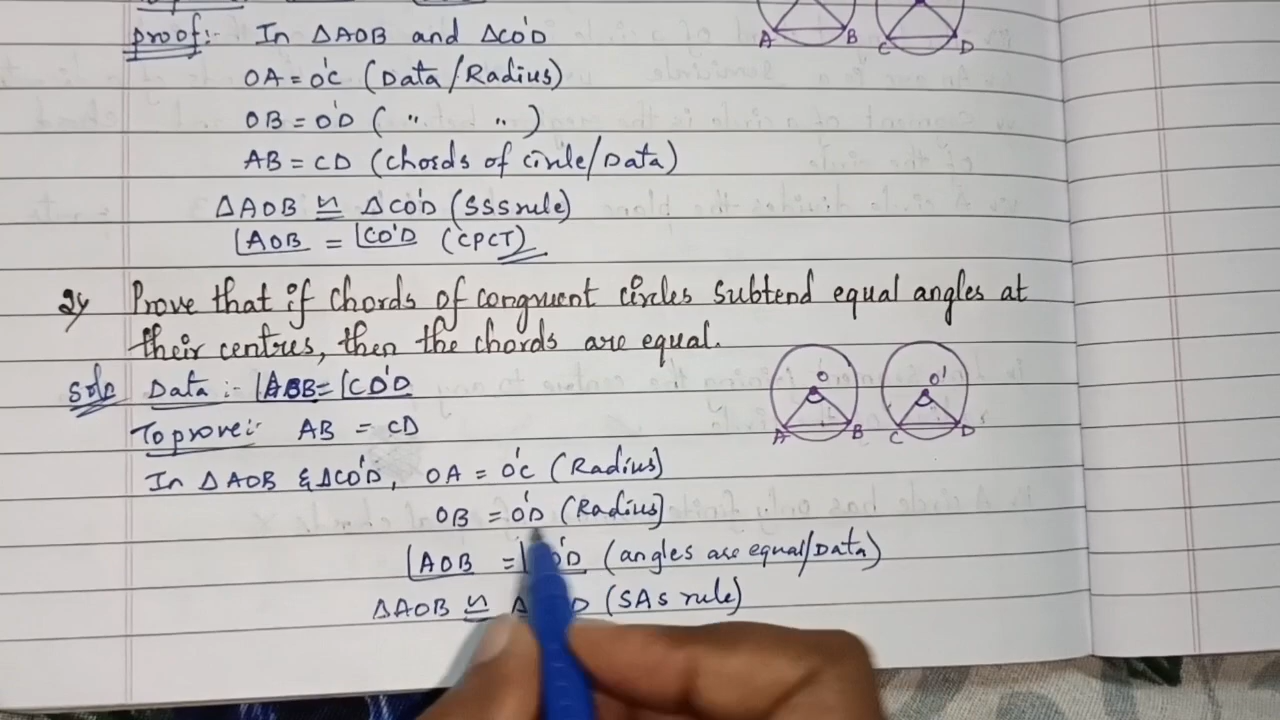 proof:- In ΔAOB and ΔCO'D
A B C D
OA = O'C (Data/Radius)
OB = O'D ( " " )
AB = CD (chords of circle/Data)
ΔAOB ≅ ΔCO'D (SSS rule)
∠AOB = ∠CO'D (CPCT)
2) Prove that if chords of congruent circles subtend equal angles at
their centres, then the chords are equal.
Soln Data :- ∠AOB = ∠CO'D
O O'
To prove:- AB = CD
A B C D
In ΔAOB & ΔCO'D, OA = O'C (Radius)
OB = O'D (Radius)
∠AOB = O'D (angles are equal/Data)
ΔAOB ≅ Δ D (SAS rule)